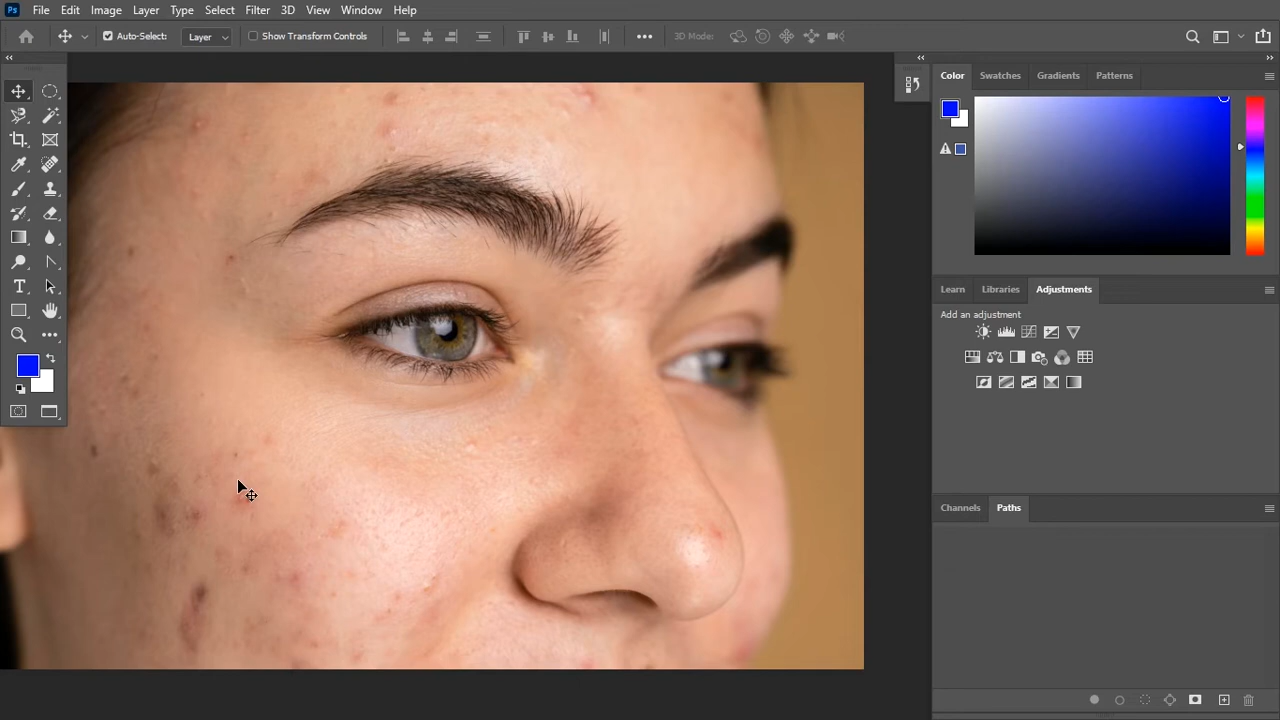 Ps File Edit Image Layer Type Select Filter 3D View Window Help
Auto-Select: Layer Show Transform Controls 3D Mode:
Color Swatches Gradients Patterns
Learn Libraries Adjustments
Add an adjustment
Channels Paths